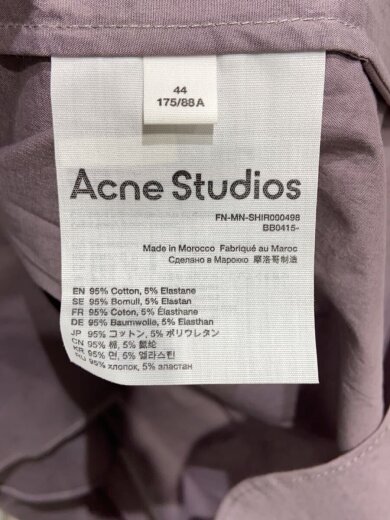 44
175/88A
Acne Studios
FN-MN-SHIR000498
BB0415-
Made in Morocco Fabriqué au Maroc
Сделано в Марокко 摩洛哥制造
EN 95% Cotton, 5% Elastane
SE 95% Bomull, 5% Elastan
FR 95% Coton, 5% Élasthane
DE 95% Baumwolle, 5% Elasthan
JP 95% コットン, 5% ポリウレタン
CN 95% 棉, 5% 氨纶
KR 95% 면, 5% 엘라스틴
RU 95% хлопок, 5% эластан